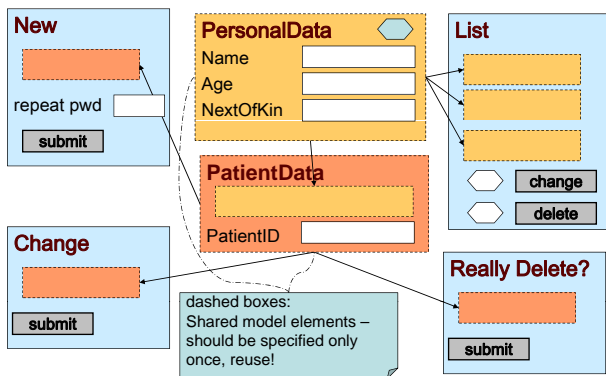 New
repeat pwd
submit
PersonalData
Name
Age
NextOfKin
List
change
delete
PatientData
PatientID
Change
submit
dashed boxes:
Shared model elements –
should be specified only
once, reuse!
Really Delete?
submit